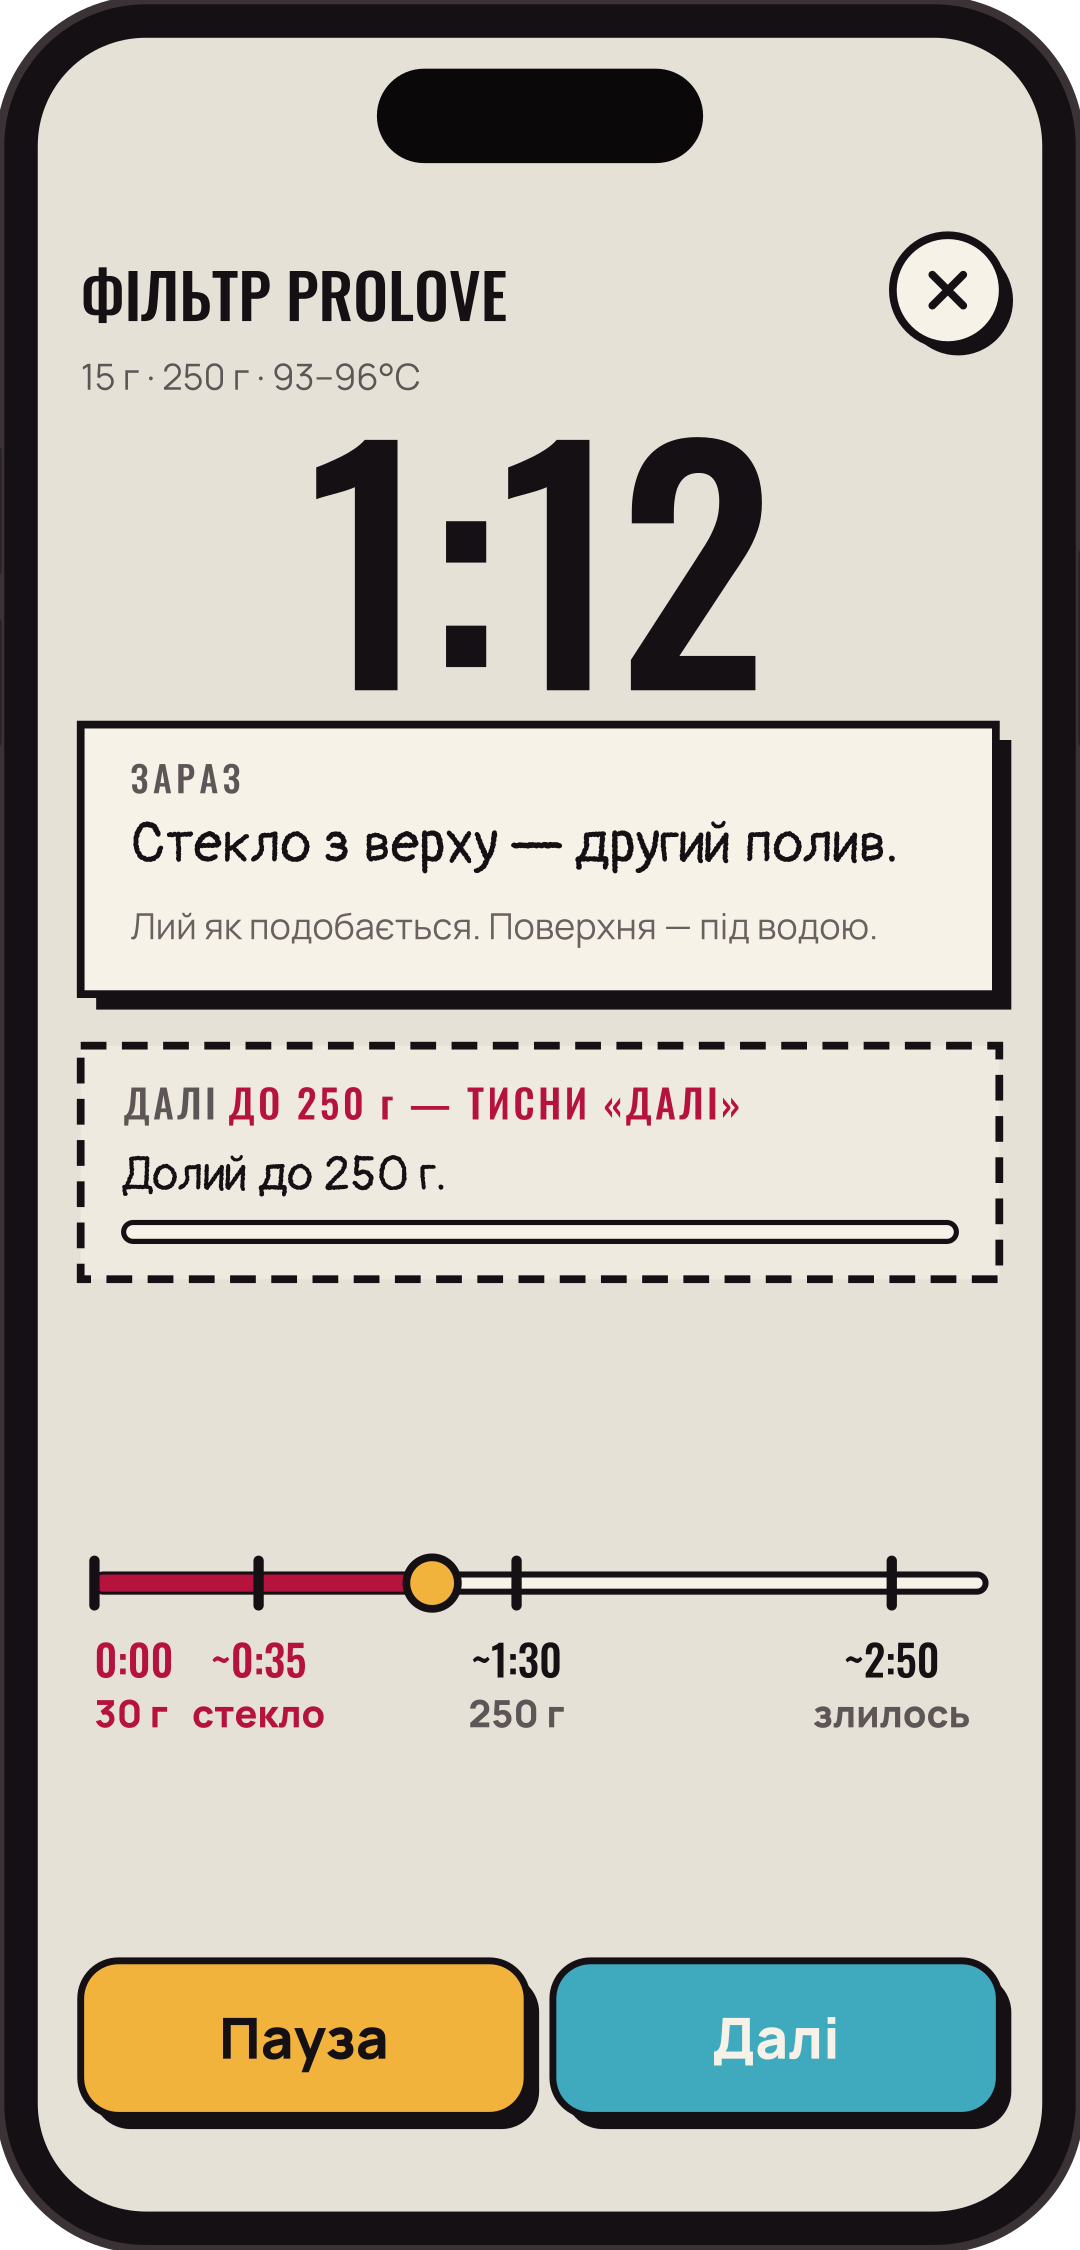 ФІЛЬТР PROLOVE
15 г · 250 г · 93–96°C
1:12
ЗАРАЗ
Стекло з верху — другий полив.
Лий як подобається. Поверхня — під водою.
ДАЛІ ДО 250 г — ТИСНИ «ДАЛІ»
Долий до 250 г.
0:00 ~0:35 ~1:30 ~2:50
30 г стекло 250 г злилось
Пауза Далі